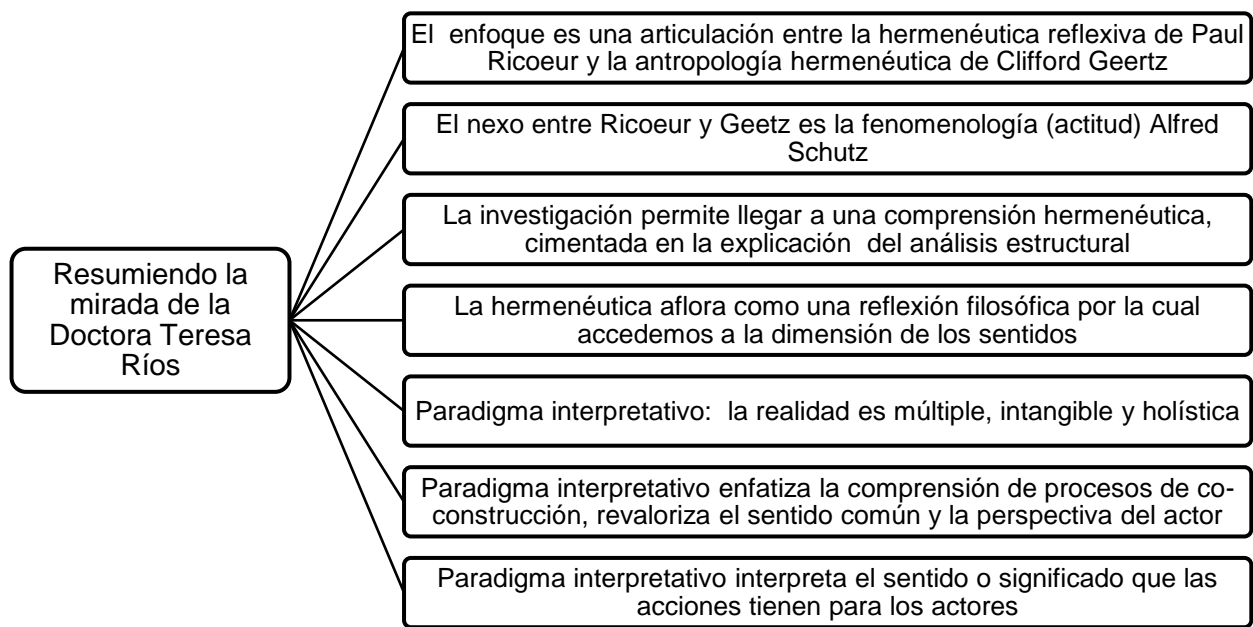 Resumiendo la
mirada de la
Doctora Teresa
Ríos
El enfoque es una articulación entre la hermenéutica reflexiva de Paul
Ricoeur y la antropología hermenéutica de Clifford Geertz
El nexo entre Ricoeur y Geetz es la fenomenología (actitud) Alfred
Schutz
La investigación permite llegar a una comprensión hermenéutica,
cimentada en la explicación del análisis estructural
La hermenéutica aflora como una reflexión filosófica por la cual
accedemos a la dimensión de los sentidos
Paradigma interpretativo: la realidad es múltiple, intangible y holística
Paradigma interpretativo enfatiza la comprensión de procesos de co-
construcción, revaloriza el sentido común y la perspectiva del actor
Paradigma interpretativo interpreta el sentido o significado que las
acciones tienen para los actores